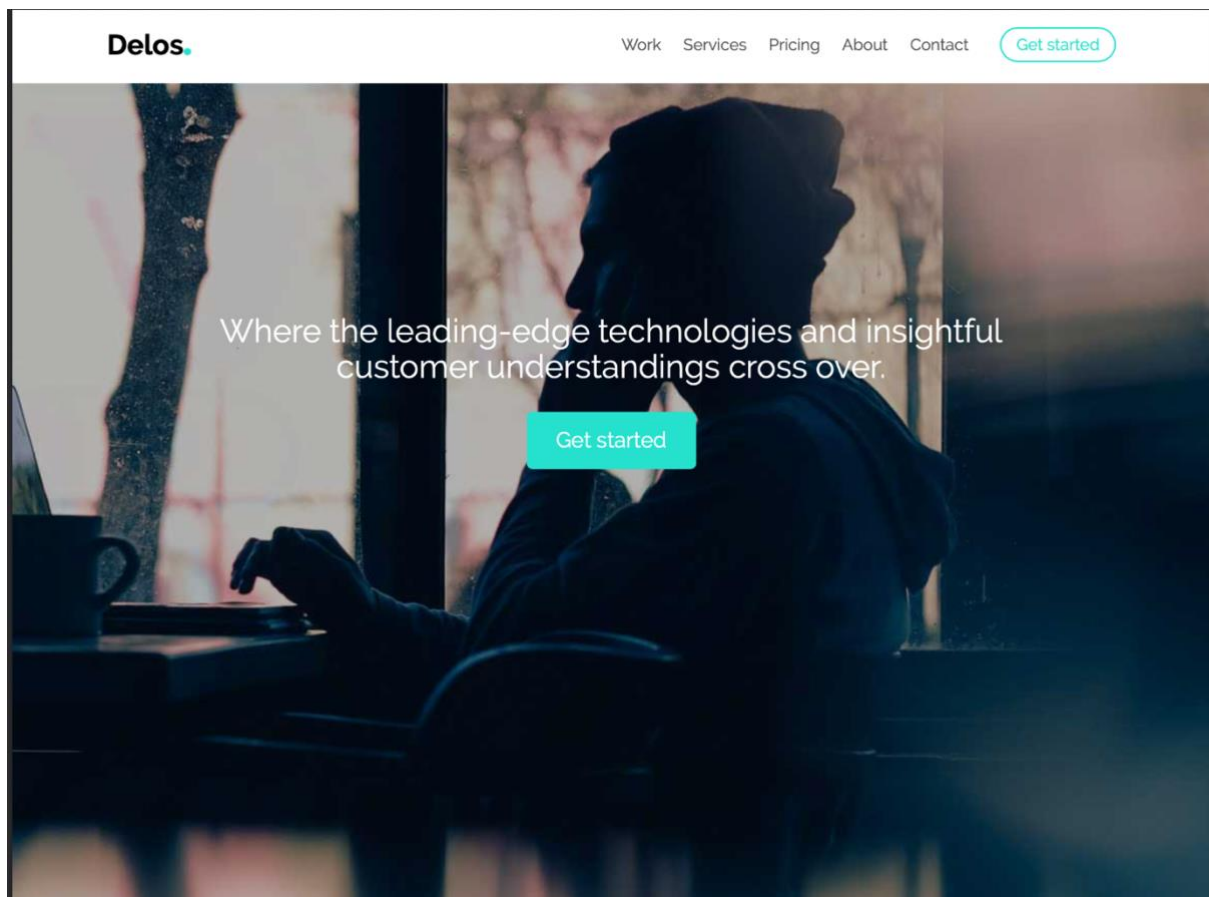 Delos.
Work Services Pricing About Contact Get started
Where the leading-edge technologies and insightful
customer understandings cross over.
Get started